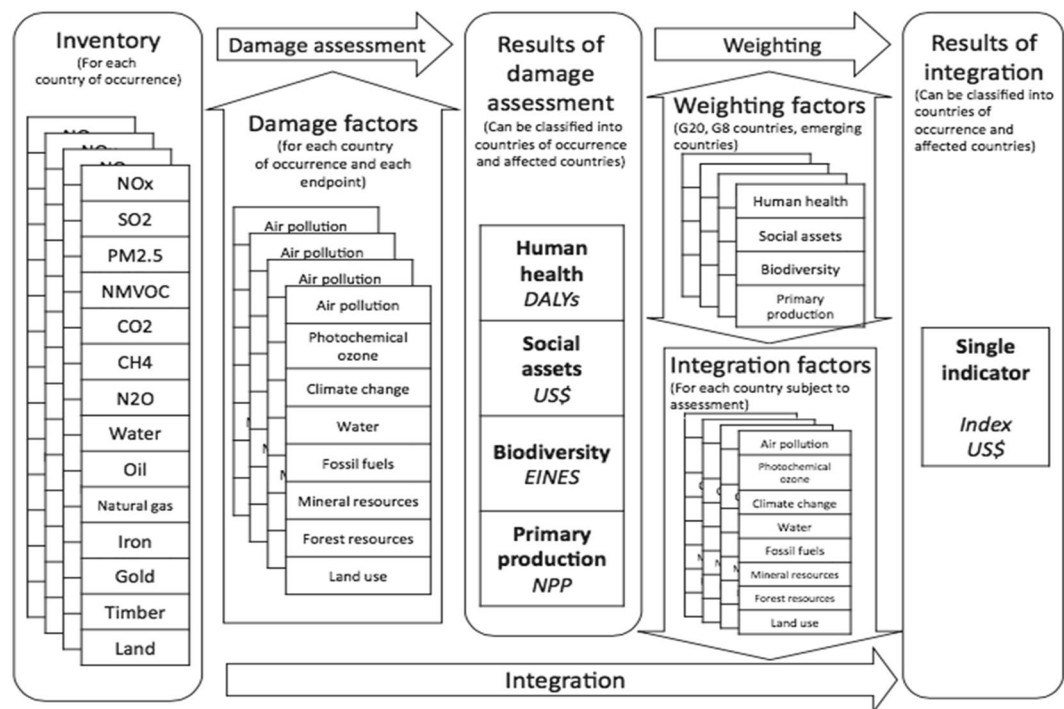 Inventory
(For each
country of occurrence)
NOx
NOx
NOx
NOx
SO2
PM2.5
NMVOC
CO2
CH4
N2O
Water
Oil
Natural gas
Iron
Gold
Timber
Land
Damage assessment
Damage factors
(for each country
of occurrence and each
endpoint)
Air pollution
Air pollution
Air pollution
Air pollution
Photochemical
ozone
Climate change
Water
Fossil fuels
Mineral resources
Forest resources
Land use
Results of
damage
assessment
(Can be classified into
countries of occurrence
and affected countries)
Human
health
DALYs
Social
assets
US$
Biodiversity
EINES
Primary
production
NPP
Weighting
Weighting factors
(G20, G8 countries, emerging
countries)
Human health
Social assets
Biodiversity
Primary
production
Integration factors
(For each country subject to
assessment)
Air pollution
Photochemical
ozone
Climate change
Water
Fossil fuels
Mineral resources
Forest resources
Land use
Results of
integration
(Can be classified into
countries of
occurrence and
affected countries)
Single
indicator
Index
US$
Integration